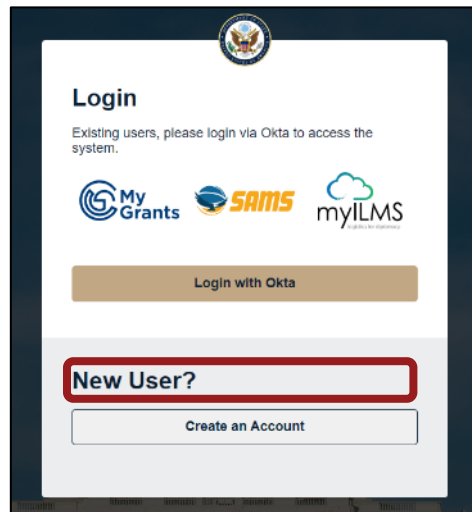 Login
Existing users, please login via Okta to access the
system.
My
Grants
SAMS
myILMS
Login with Okta
New User?
Create an Account